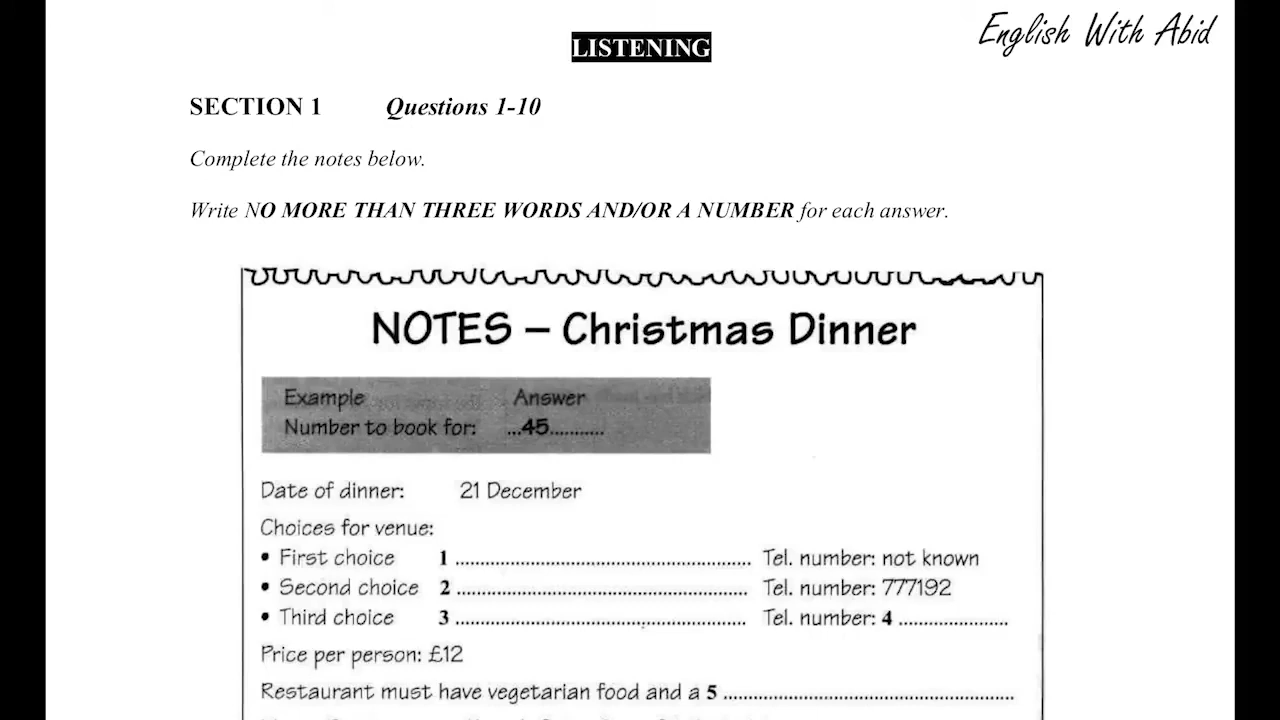 English With Abid
LISTENING
SECTION 1 Questions 1-10
Complete the notes below.
Write NO MORE THAN THREE WORDS AND/OR A NUMBER for each answer.
NOTES – Christmas Dinner
Example Answer
Number to book for: ...45...........
Date of dinner: 21 December
Choices for venue:
• First choice 1 .................................................. Tel. number: not known
• Second choice 2 .................................................. Tel. number: 777192
• Third choice 3 .................................................. Tel. number: 4 ....................
Price per person: £12
Restaurant must have vegetarian food and a 5 ..................................................